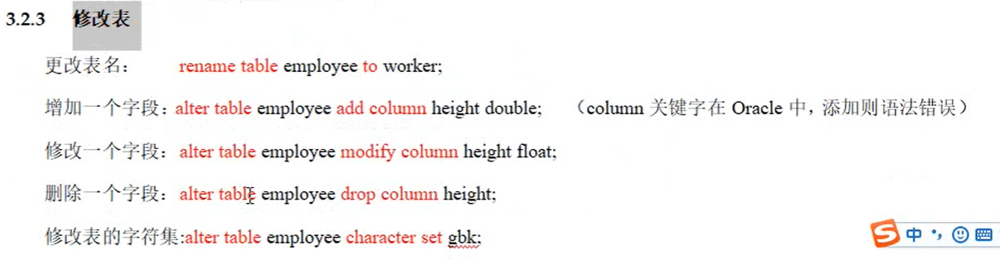 3.2.3 修改表
更改表名： rename table employee to worker;
增加一个字段：alter table employee add column height double; （column 关键字在 Oracle 中，添加则语法错误）
修改一个字段：alter table employee modify column height float;
删除一个字段：alter table employee drop column height;
修改表的字符集:alter table employee character set gbk;
S 中